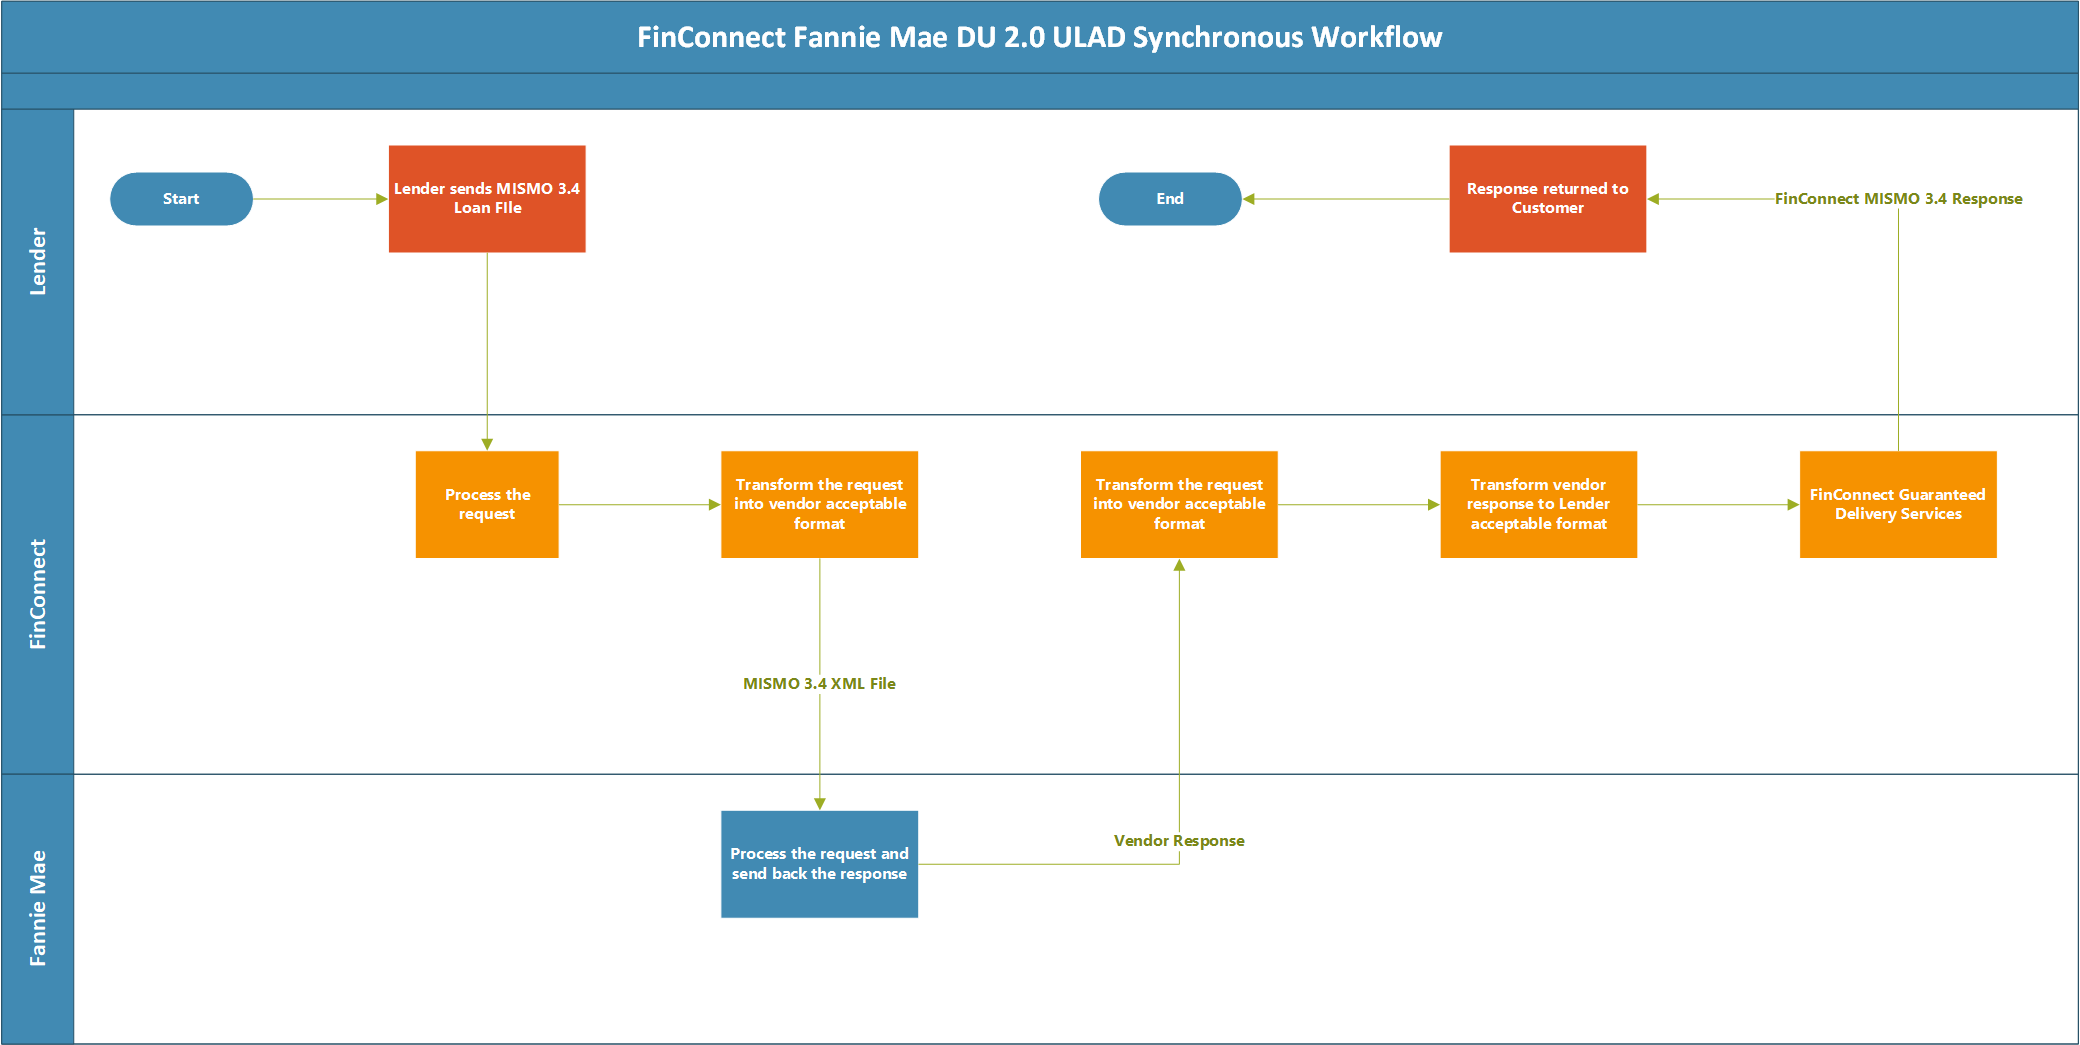 FinConnect Fannie Mae DU 2.0 ULAD Synchronous Workflow
Lender
Start
Lender sends MISMO 3.4
Loan FIle
End
Response returned to
Customer
FinConnect MISMO 3.4 Response
FinConnect
Process the
request
Transform the request
into vendor acceptable
format
Transform the request
into vendor acceptable
format
Transform vendor
response to Lender
acceptable format
FinConnect Guaranteed
Delivery Services
MISMO 3.4 XML File
Fannie Mae
Process the request and
send back the response
Vendor Response